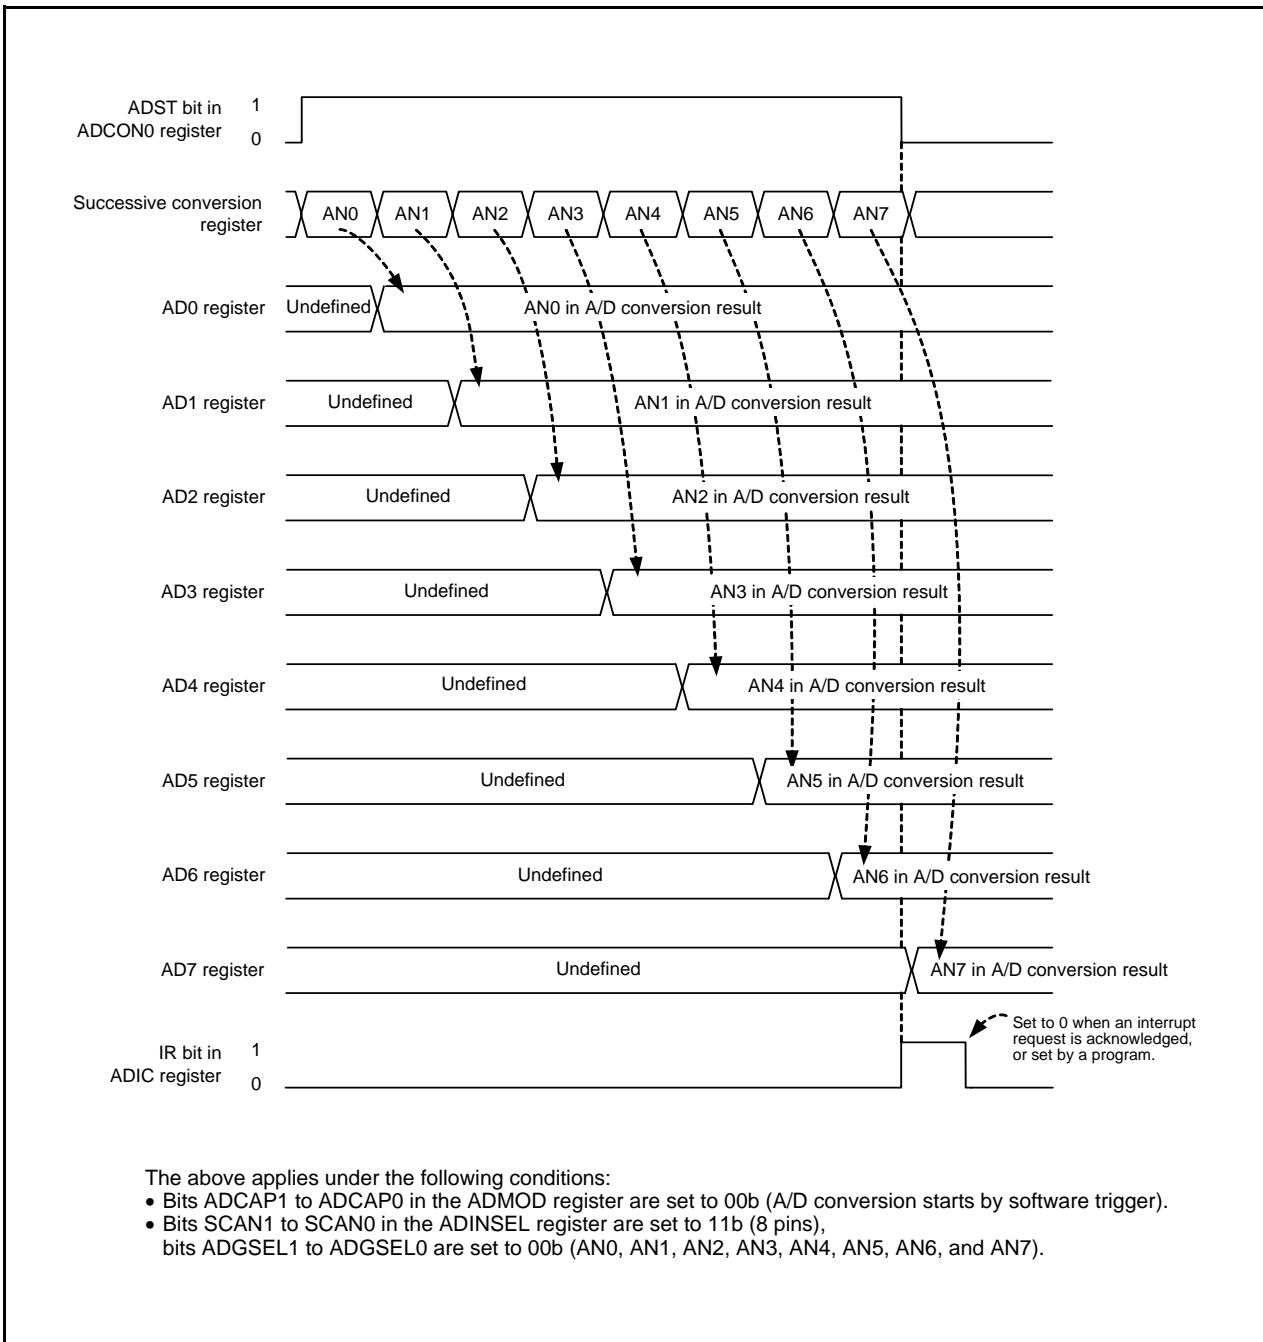 ADST bit in
ADCON0 register
1
0
Successive conversion
register
AN0 AN1 AN2 AN3 AN4 AN5 AN6 AN7
AD0 register
Undefined
AN0 in A/D conversion result
AD1 register
Undefined
AN1 in A/D conversion result
AD2 register
Undefined
AN2 in A/D conversion result
AD3 register
Undefined
AN3 in A/D conversion result
AD4 register
Undefined
AN4 in A/D conversion result
AD5 register
Undefined
AN5 in A/D conversion result
AD6 register
Undefined
AN6 in A/D conversion result
AD7 register
Undefined
AN7 in A/D conversion result
IR bit in
ADIC register
1
0
Set to 0 when an interrupt
request is acknowledged,
or set by a program.
The above applies under the following conditions:
• Bits ADCAP1 to ADCAP0 in the ADMOD register are set to 00b (A/D conversion starts by software trigger).
• Bits SCAN1 to SCAN0 in the ADINSEL register are set to 11b (8 pins),
bits ADGSEL1 to ADGSEL0 are set to 00b (AN0, AN1, AN2, AN3, AN4, AN5, AN6, and AN7).